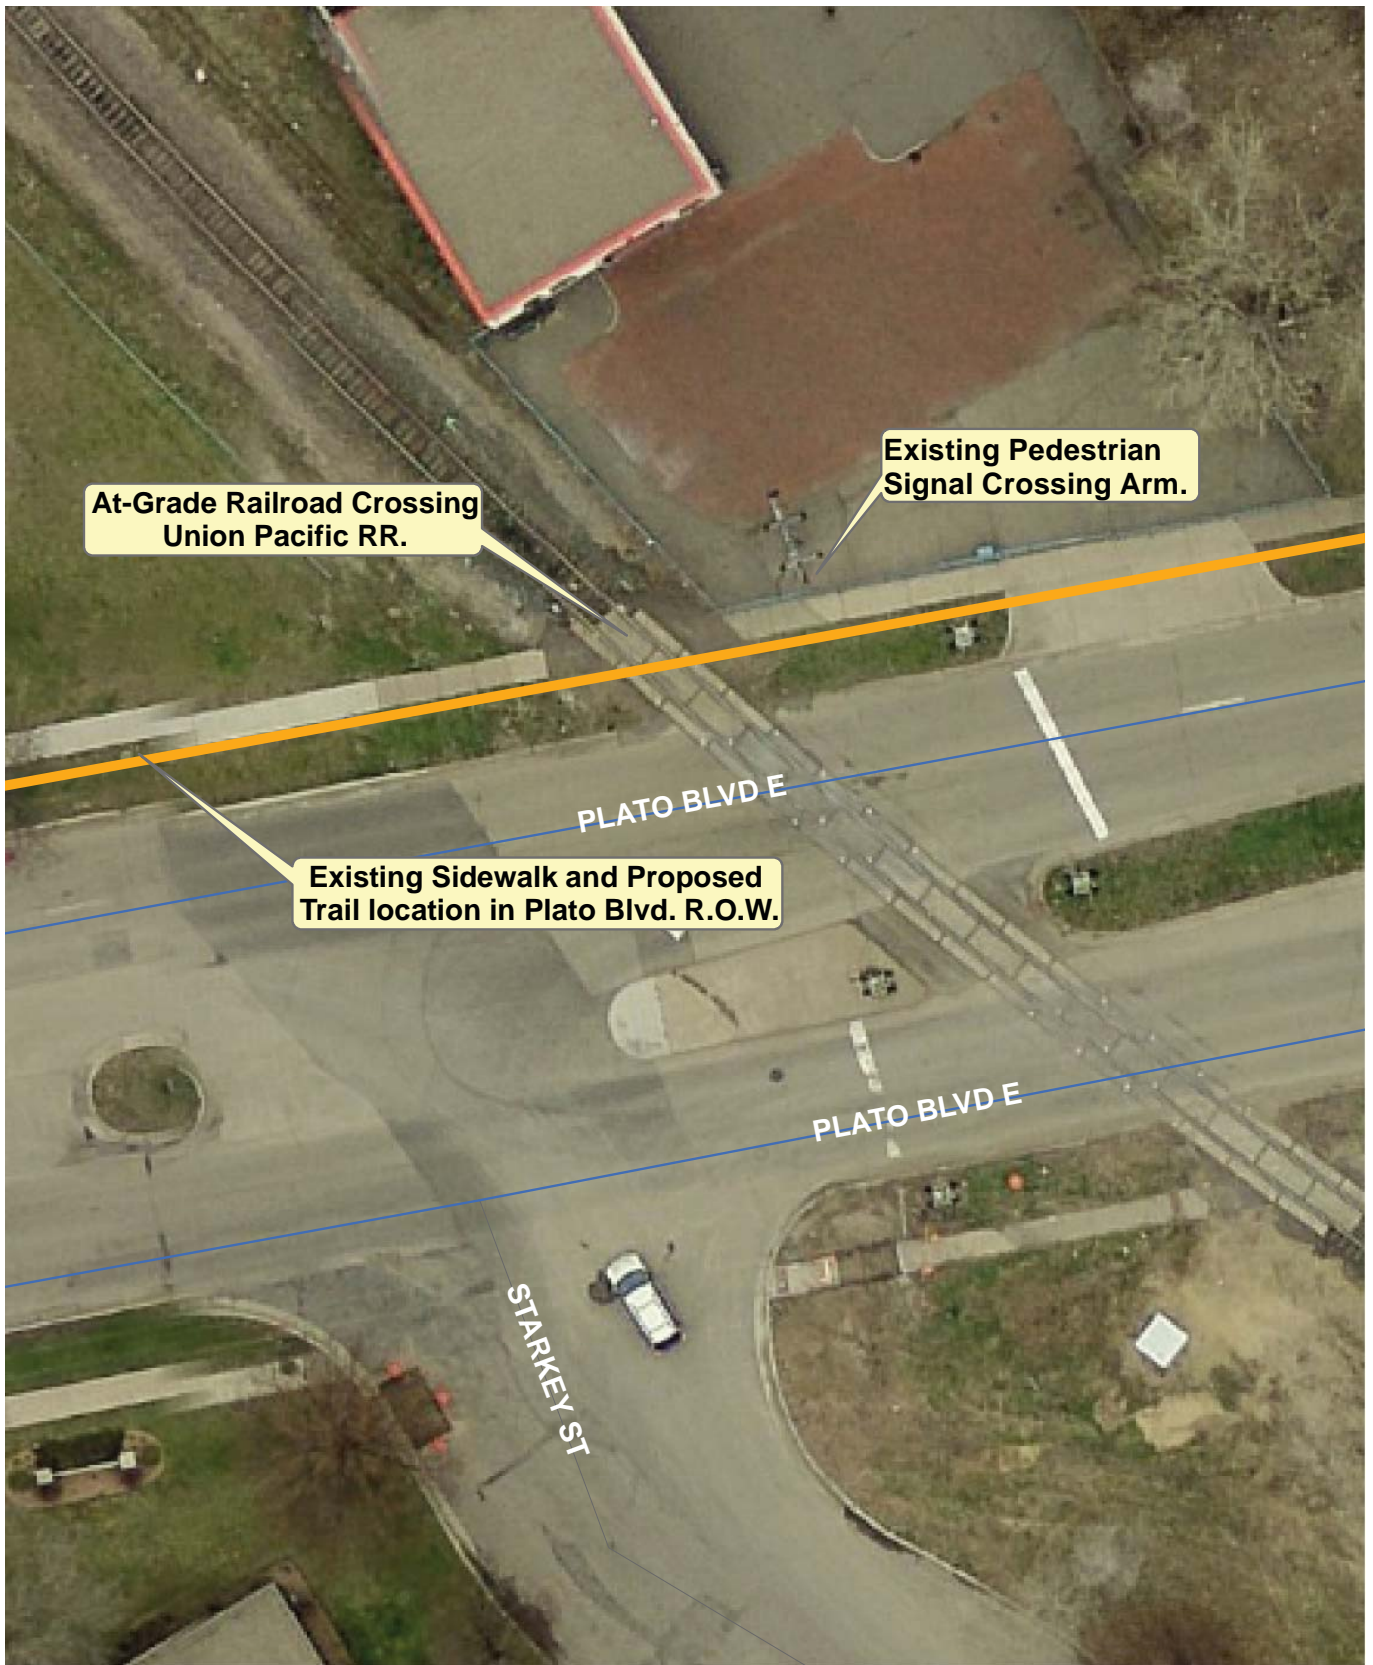 Existing Pedestrian
Signal Crossing Arm.
At-Grade Railroad Crossing
Union Pacific RR.
PLATO BLVD E
Existing Sidewalk and Proposed
Trail location in Plato Blvd. R.O.W.
PLATO BLVD E
STARKEY ST